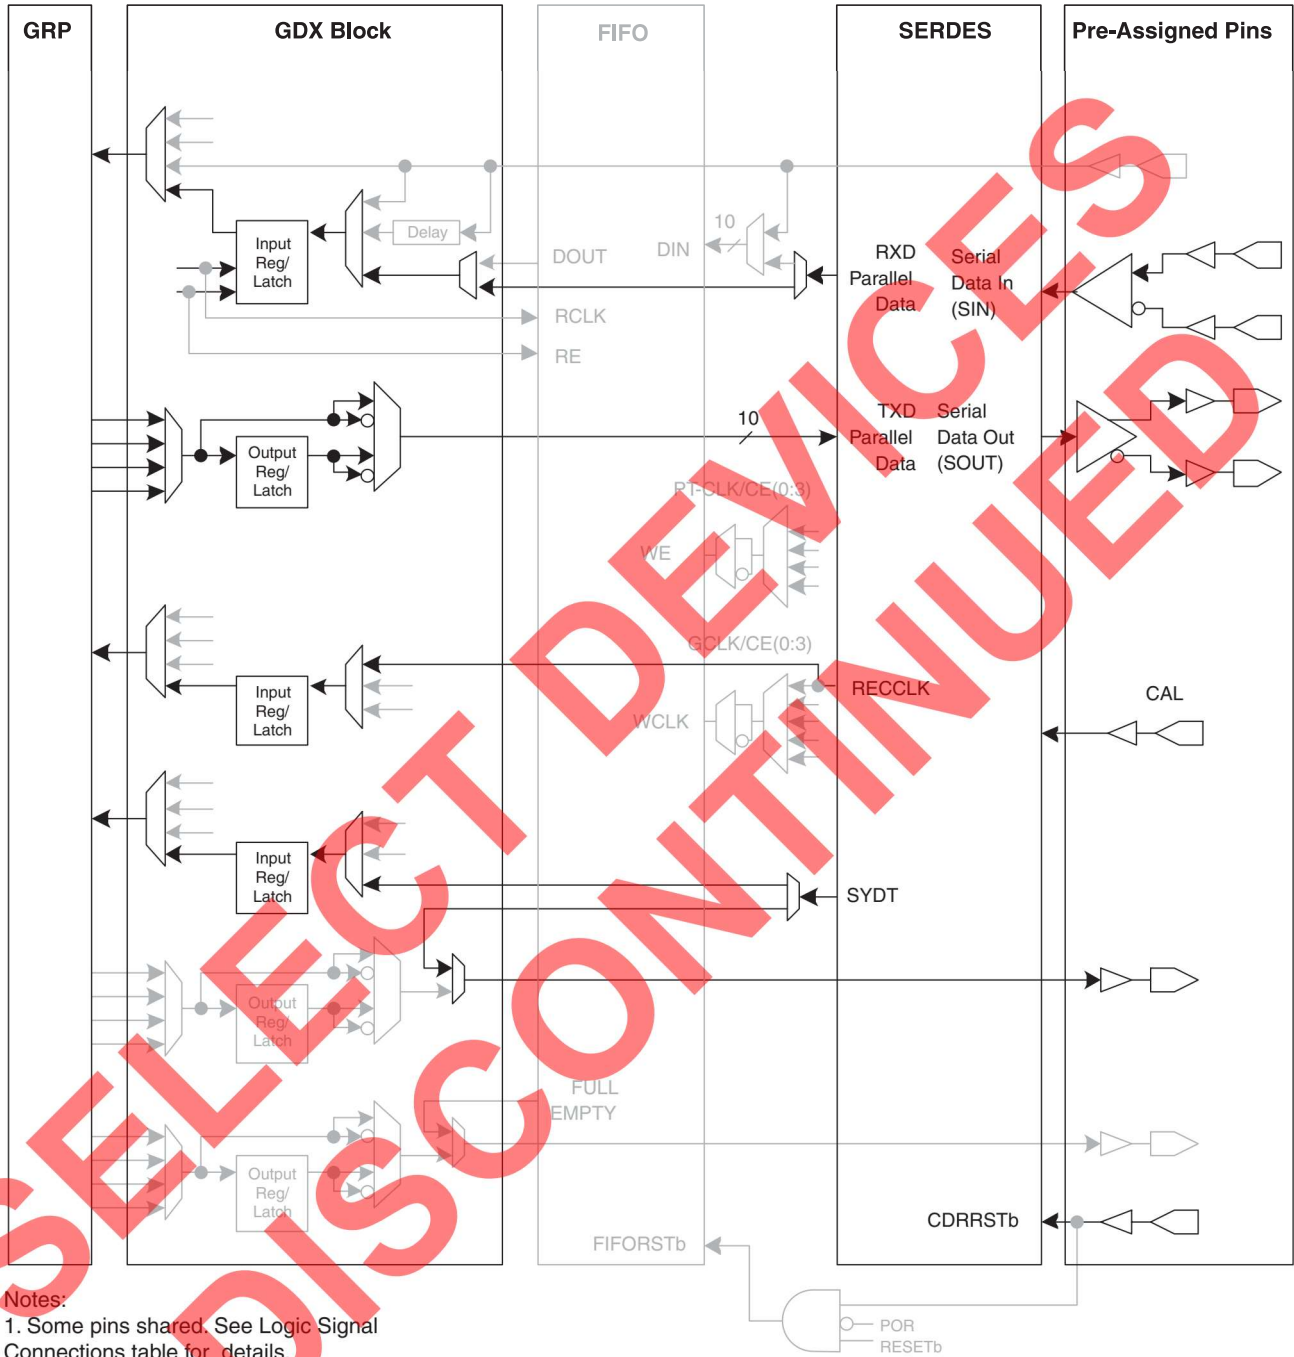 GRP
GDX Block
FIFO
SERDES
Pre-Assigned Pins
Input
Reg/
Latch
Delay
DOUT
RCLK
RE
10
DIN
RXD
Parallel
Data
Serial
Data In
(SIN)
Output
Reg/
Latch
10
TXD
Parallel
Data
Serial
Data Out
(SOUT)
PT-CLK/CE(0:3)
WE
GCLK/CE(0:3)
WCLK
RECCLK
CAL
Input
Reg/
Latch
Input
Reg/
Latch
SYDT
Output
Reg/
Latch
FULL
EMPTY
Output
Reg/
Latch
CDRRSTb
FIFORSTb
POR
RESETb
Notes:
1. Some pins shared. See Logic Signal
Connections table for details
SELECT DEVICES
DISCONTINUED